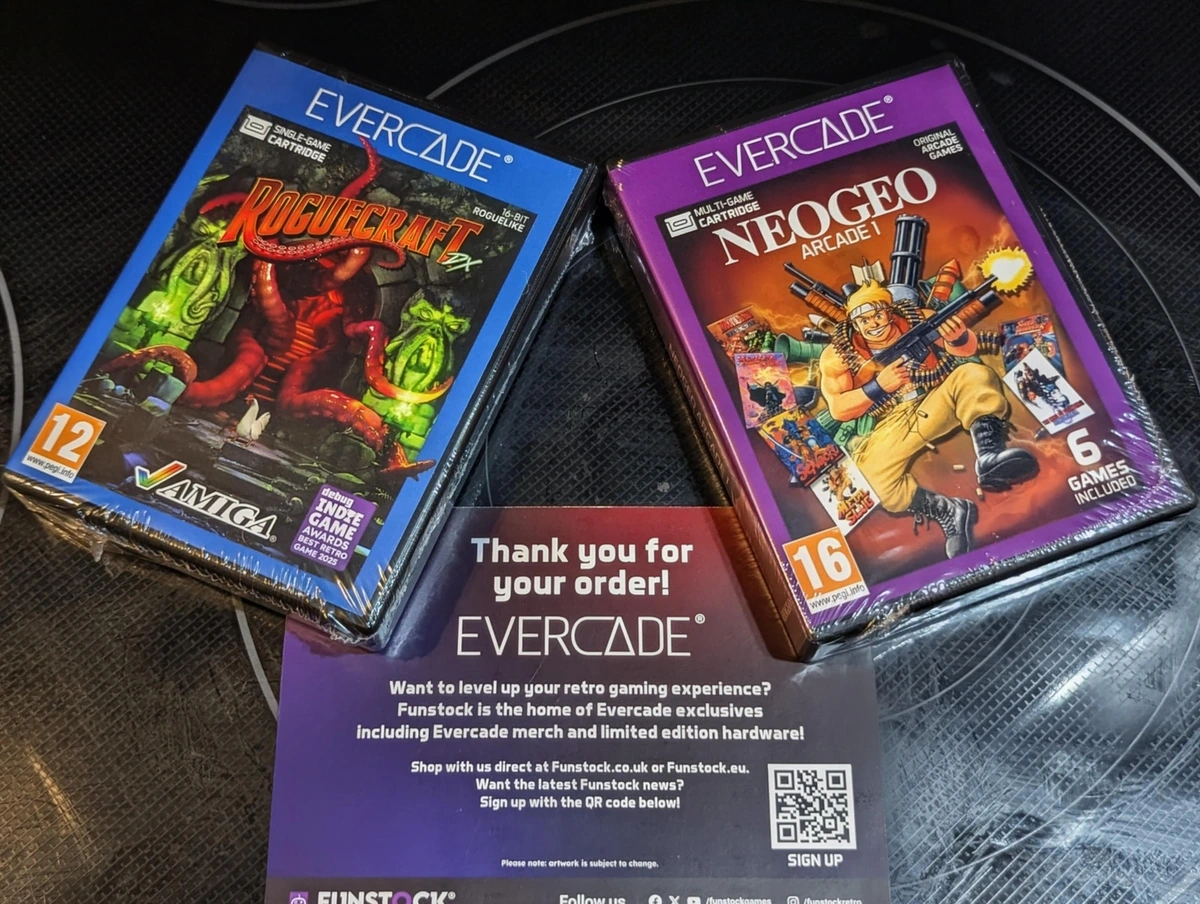 EVERCADE®
SINGLE-GAME
CARTRIDGE
ROGUECRAFT
DX
16-BIT
ROGUELIKE
12
www.pegi.info
AMIGA®
debug
INDIE
GAME
AWARDS
BEST RETRO
GAME 2025
EVERCADE®
ORIGINAL
ARCADE
GAMES
MULTI-GAME
CARTRIDGE
NEOGEO
ARCADE 1
6
GAMES
INCLUDED
16
www.pegi.info
Thank you for
your order!
EVERCADE®
Want to level up your retro gaming experience?
Funstock is the home of Evercade exclusives
including Evercade merch and limited edition hardware!
Shop with us direct at Funstock.co.uk or Funstock.eu.
Want the latest Funstock news?
Sign up with the QR code below!
SIGN UP
Please note: artwork is subject to change.
FUNSTOCK®
Follow us
/funstockgames
/funstockretro